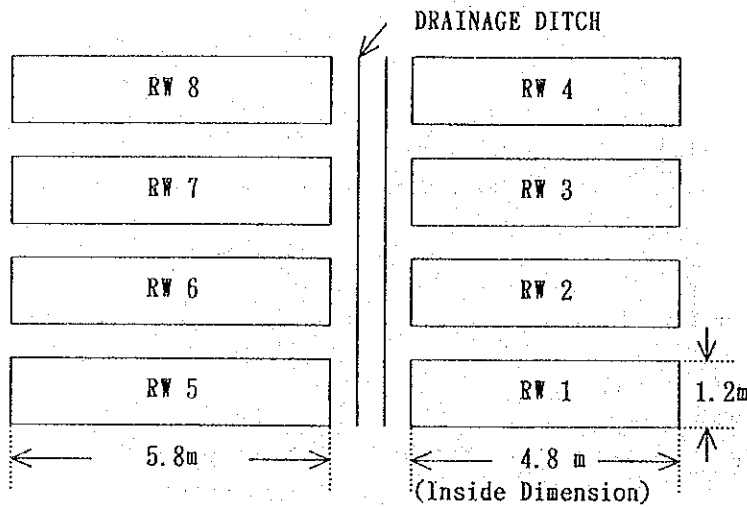 DRAINAGE DITCH
RW 8
RW 4
RW 7
RW 3
RW 6
RW 2
RW 5
RW 1
1.2m
5.8m
4.8 m
(Inside Dimension)